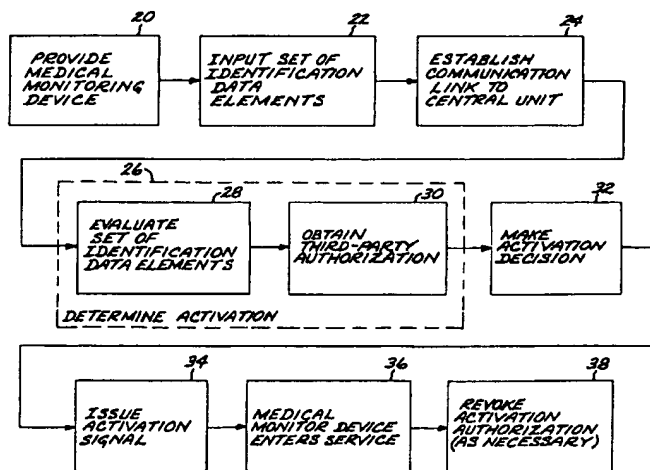 20
PROVIDE
MEDICAL
MONITORING
DEVICE
22
INPUT SET OF
IDENTIFICATION
DATA
ELEMENTS
24
ESTABLISH
COMMUNICATION
LINK TO
CENTRAL UNIT
26
28
EVALUATE
SET OF
IDENTIFICATION
DATA ELEMENTS
30
OBTAIN
THIRD-PARTY
AUTHORIZATION
DETERMINE ACTIVATION
32
MAKE
ACTIVATION
DECISION
34
ISSUE
ACTIVATION
SIGNAL
36
MEDICAL
MONITOR DEVICE
ENTERS SERVICE
38
REVOKE
ACTIVATION
AUTHORIZATION
(AS NECESSARY)